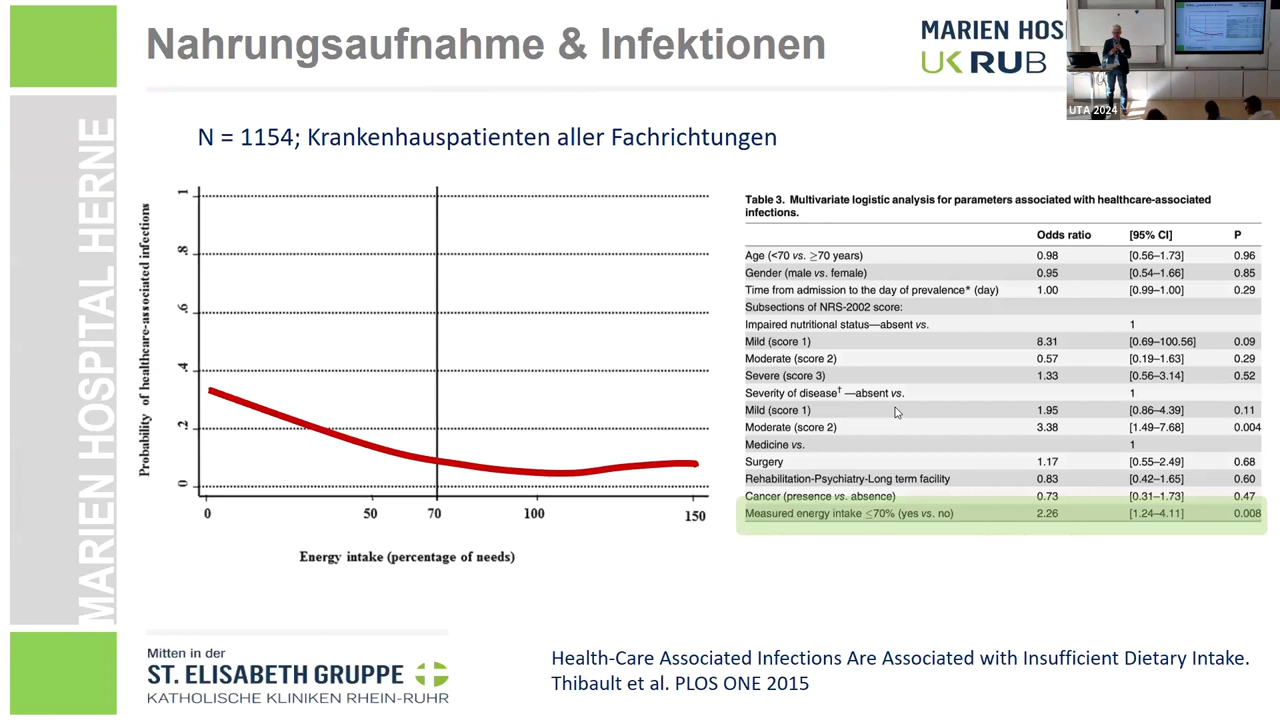 Nahrungsaufnahme & Infektionen
MARIEN HOSP
UK RUB
UTA 2024
MARIEN HOSPITAL HERNE
N = 1154; Krankenhauspatienten aller Fachrichtungen
Probability of healthcare-associated infections
1
.8
.6
.4
.2
0
0 50 70 100 150
Energy intake (percentage of needs)
Table 3. Multivariate logistic analysis for parameters associated with healthcare-associated
infections.
Odds ratio [95% CI] P
Age (<70 vs. ≥70 years) 0.98 [0.56–1.73] 0.96
Gender (male vs. female) 0.95 [0.54–1.66] 0.85
Time from admission to the day of prevalence* (day) 1.00 [0.99–1.00] 0.29
Subsections of NRS-2002 score:
Impaired nutritional status—absent vs. 1
Mild (score 1) 8.31 [0.69–100.56] 0.09
Moderate (score 2) 0.57 [0.19–1.63] 0.29
Severe (score 3) 1.33 [0.56–3.14] 0.52
Severity of disease† —absent vs. 1
Mild (score 1) 1.95 [0.86–4.39] 0.11
Moderate (score 2) 3.38 [1.49–7.68] 0.004
Medicine vs. 1
Surgery 1.17 [0.55–2.49] 0.68
Rehabilitation-Psychiatry-Long term facility 0.83 [0.42–1.65] 0.60
Cancer (presence vs. absence) 0.73 [0.31–1.73] 0.47
Measured energy intake ≤70% (yes vs. no) 2.26 [1.24–4.11] 0.008
Mitten in der
ST. ELISABETH GRUPPE
KATHOLISCHE KLINIKEN RHEIN-RUHR
Health-Care Associated Infections Are Associated with Insufficient Dietary Intake.
Thibault et al. PLOS ONE 2015